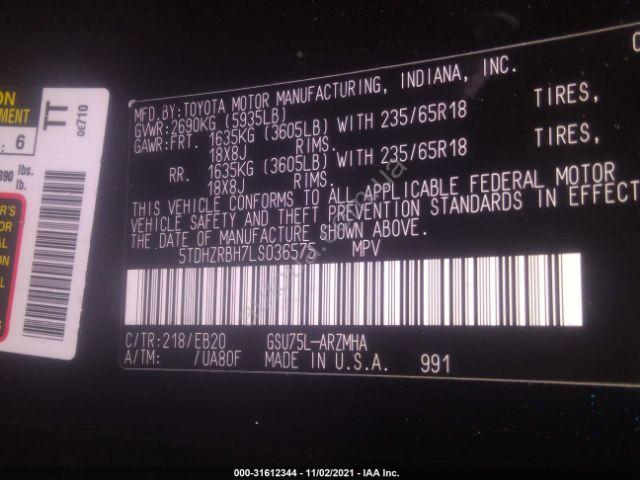 MFD.BY:TOYOTA MOTOR MANUFACTURING, INDIANA, INC.
GVWR:2690KG (5935LB)
GAWR:FRT. 1635KG (3605LB) WITH 235/65R18 TIRES,
18X8J RIMS.
RR. 1635KG (3605LB) WITH 235/65R18 TIRES,
18X8J RIMS.
THIS VEHICLE CONFORMS TO ALL APPLICABLE FEDERAL MOTOR
VEHICLE SAFETY AND THEFT PREVENTION STANDARDS IN EFFECT
THE DATE OF MANUFACTURE SHOWN ABOVE.
5TDHZRBH7LS036575 MPV
C/TR:218/EB20 GSU75L-ARZMHA
A/TM: /UA80F MADE IN U.S.A. 991
TT
0E710
6
lbs.
kg.
000-31612344 - 11/02/2021 - IAA Inc.